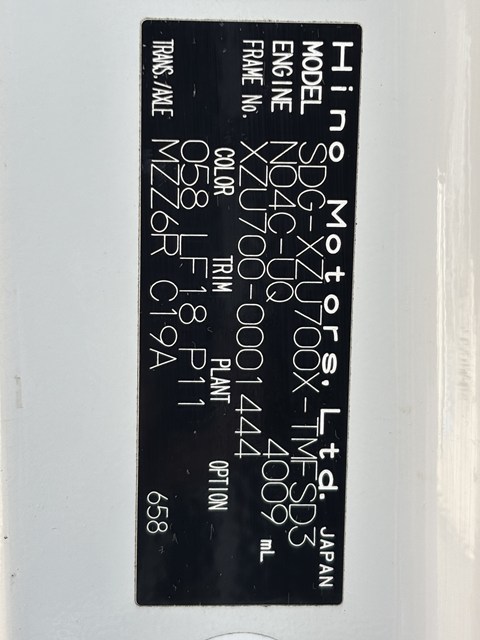 Hino Motors, Ltd. JAPAN
MODEL SDG-XZU700X-TMFSD3
ENGINE N04C-UQ 4009 mL
FRAME No. XZU700-0001444
COLOR TRIM PLANT OPTION
058 LF18 P11
TRANS./AXLE MZZ6R C19A 658